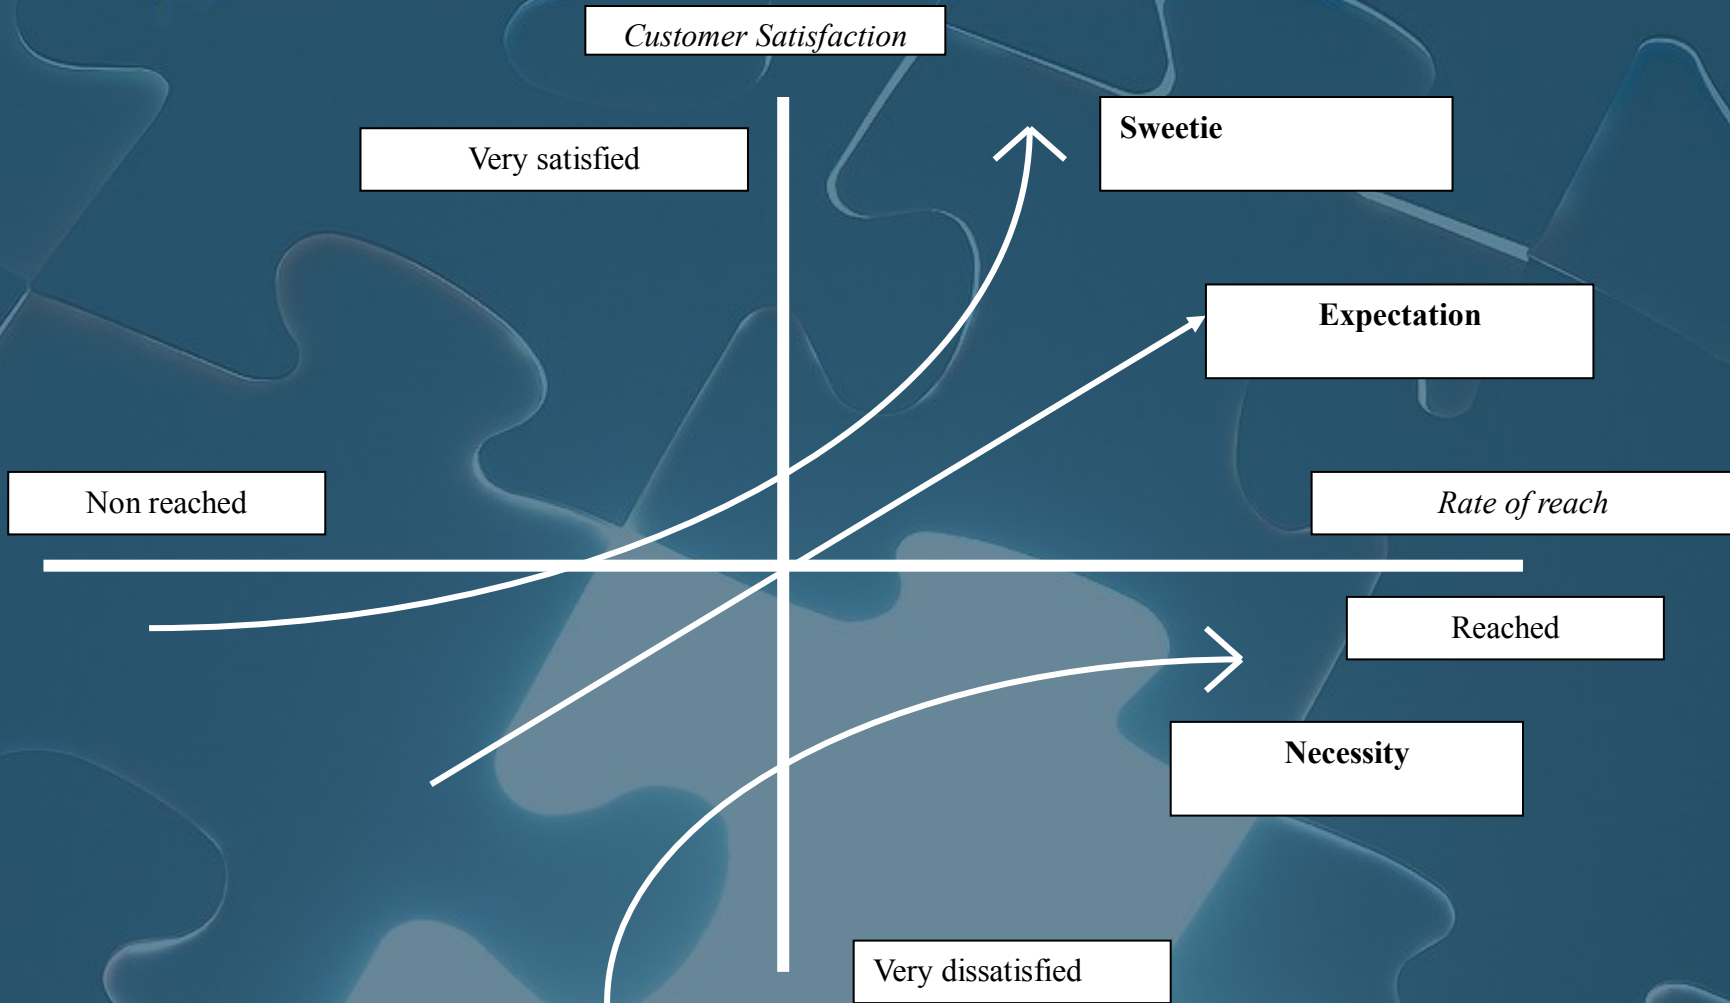 Customer Satisfaction
Sweetie
Very satisfied
Expectation
Non reached
Rate of reach
Reached
Necessity
Very dissatisfied